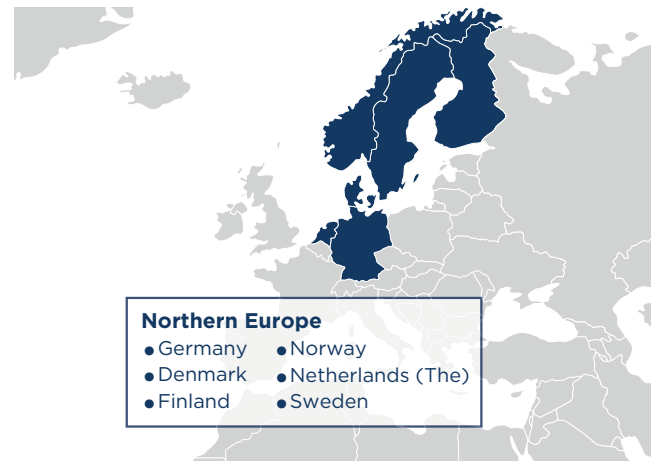 Northern Europe
● Germany ● Norway
● Denmark ● Netherlands (The)
● Finland ● Sweden